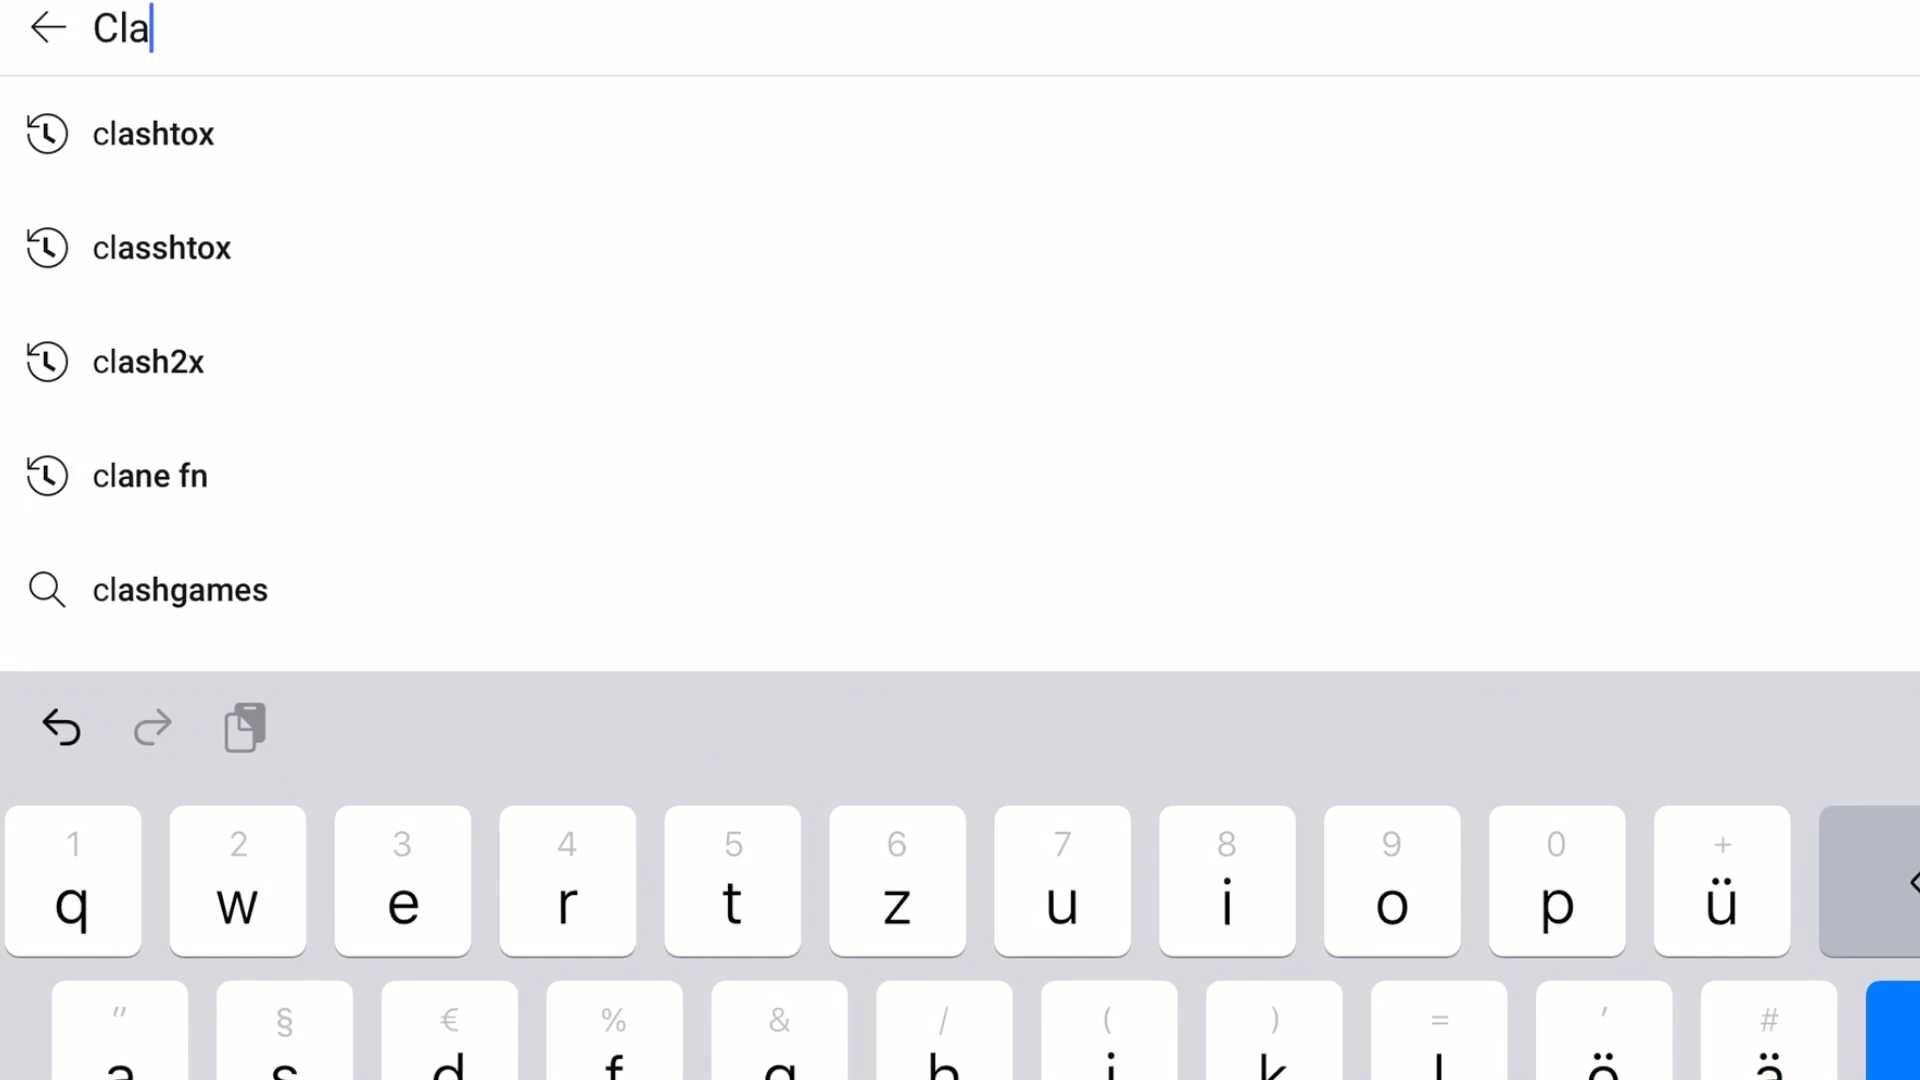 Cla
clashtox
classhtox
clash2x
clane fn
clashgames
1 2 3 4 5 6 7 8 9 0 +
q w e r t z u i o p ü
" § € % & / ( ) = ' #
a s d f g h j k l ö ä